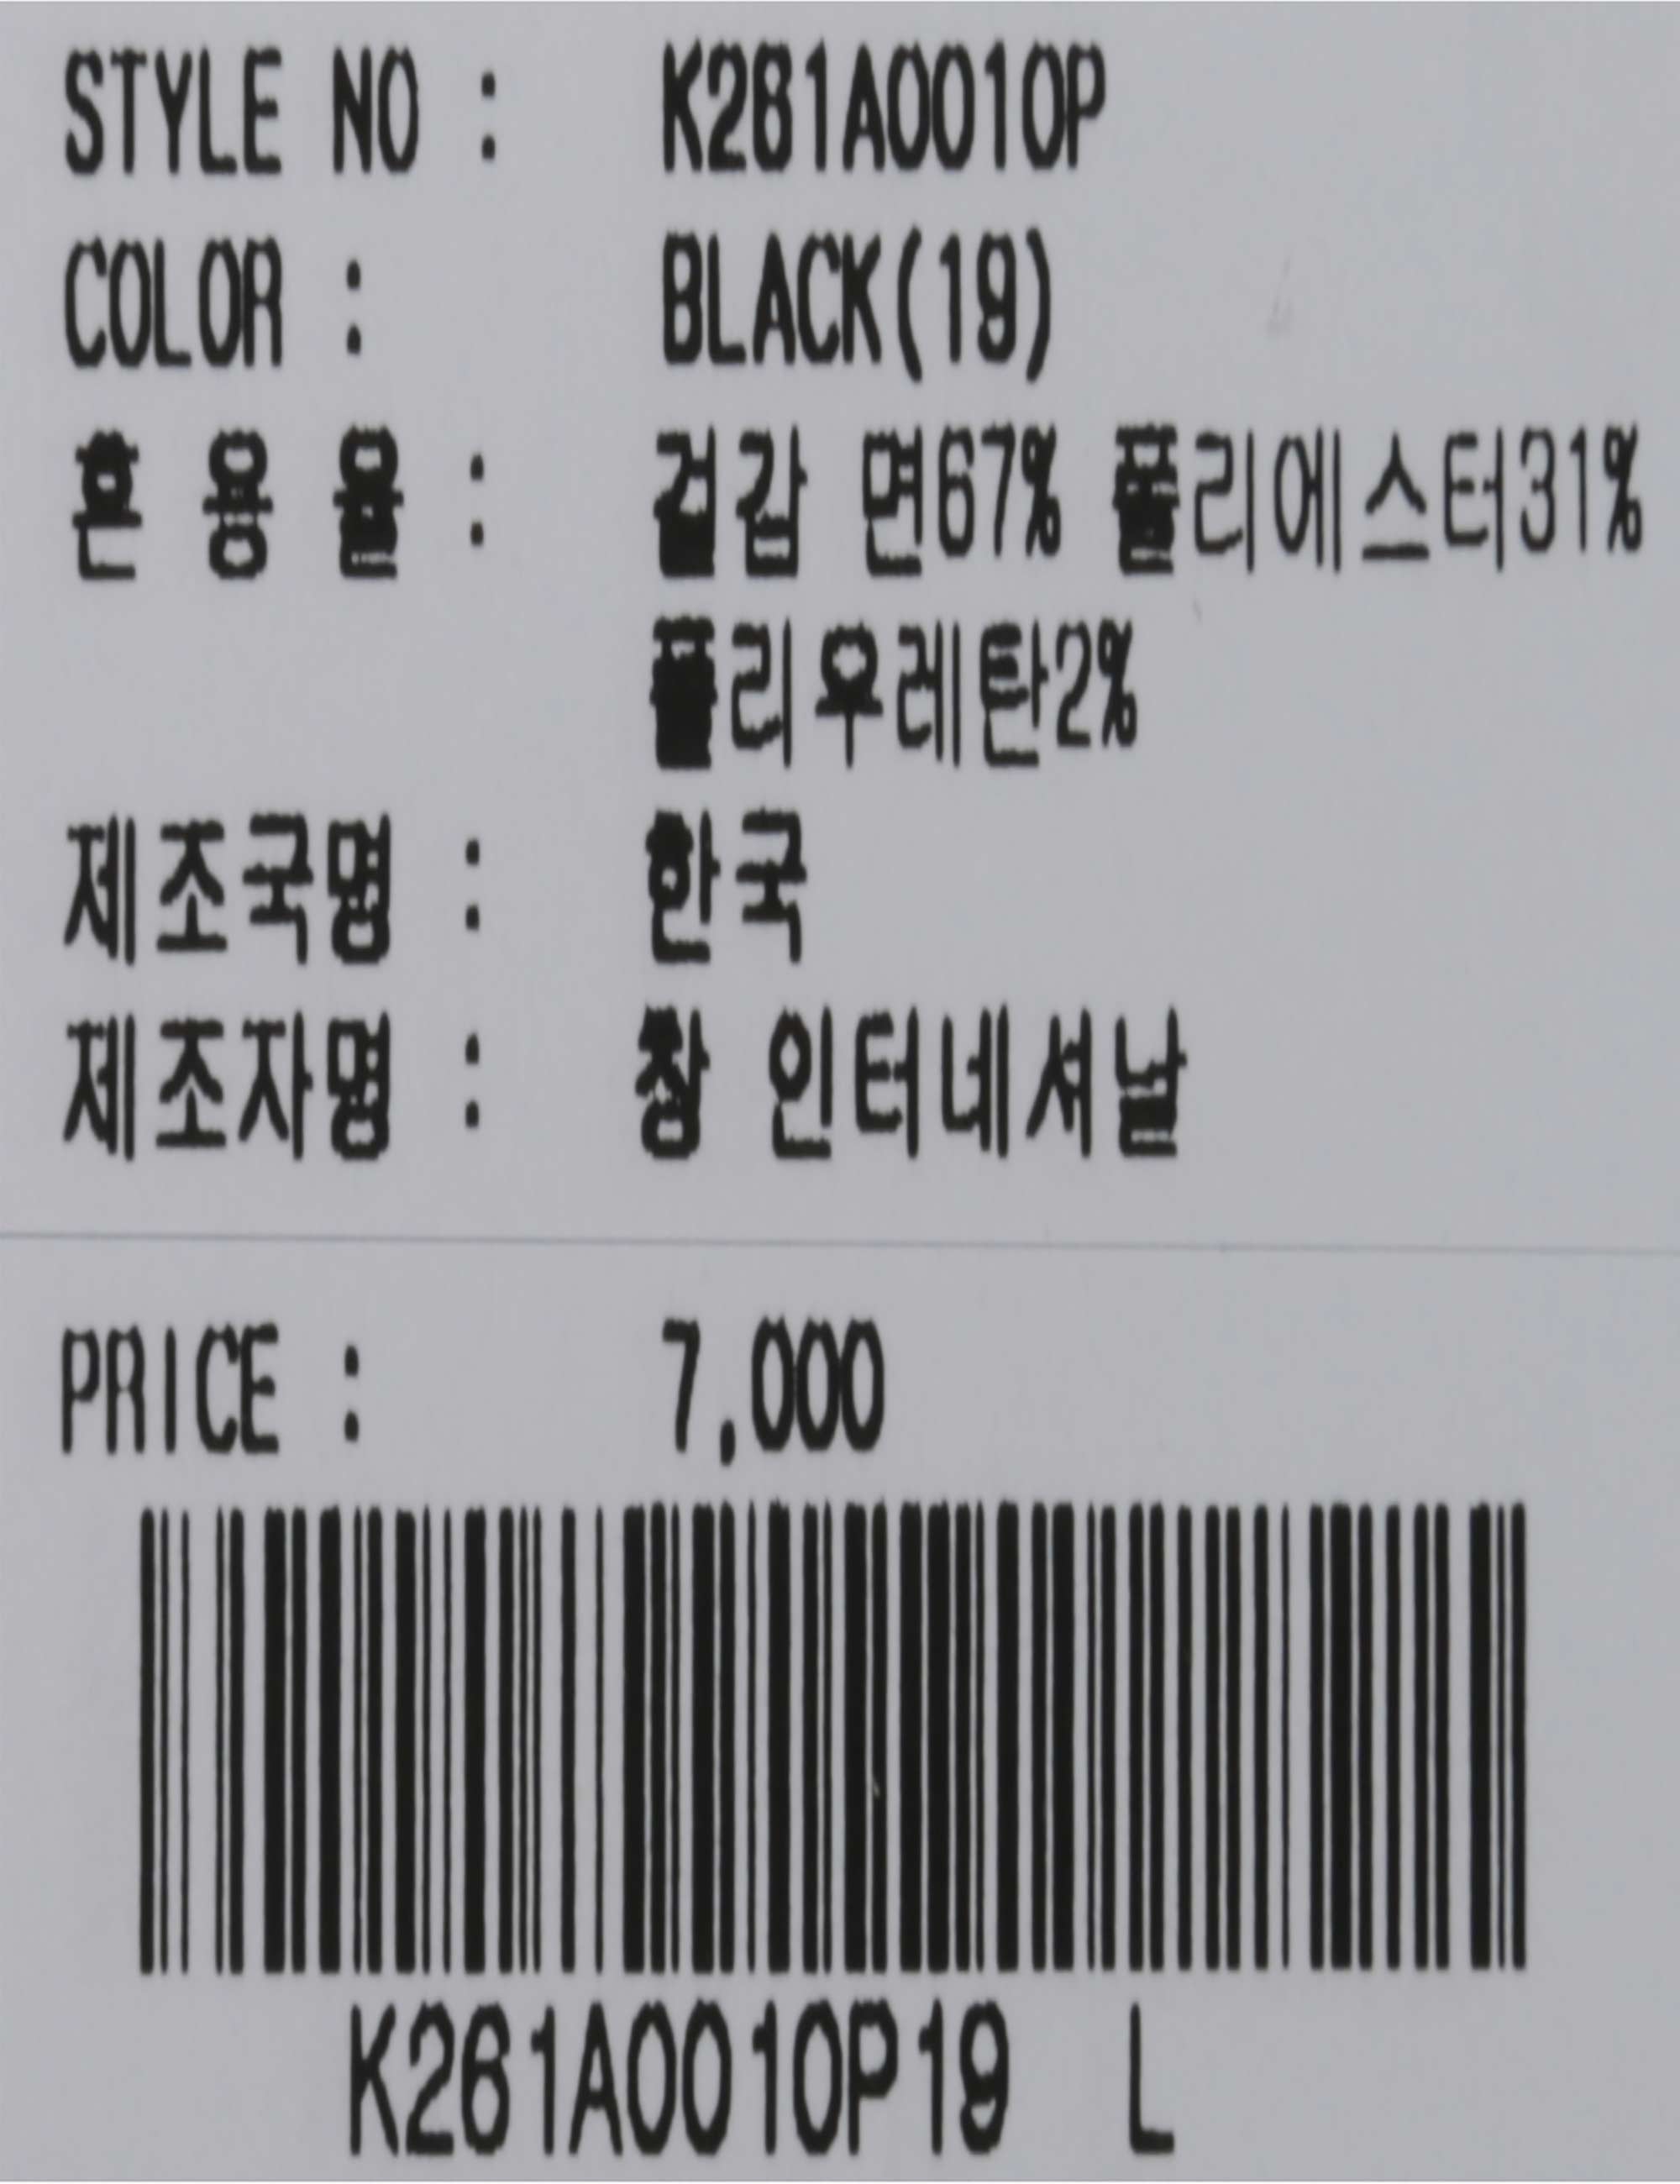 STYLE NO : K261A0010P
COLOR : BLACK(19)
혼 용 율 : 겉감 면67% 폴리에스터31%
폴리우레탄2%
제조국명 : 한국
제조자명 : 창 인터네셔날
PRICE : 7,000
K261A0010P19 L